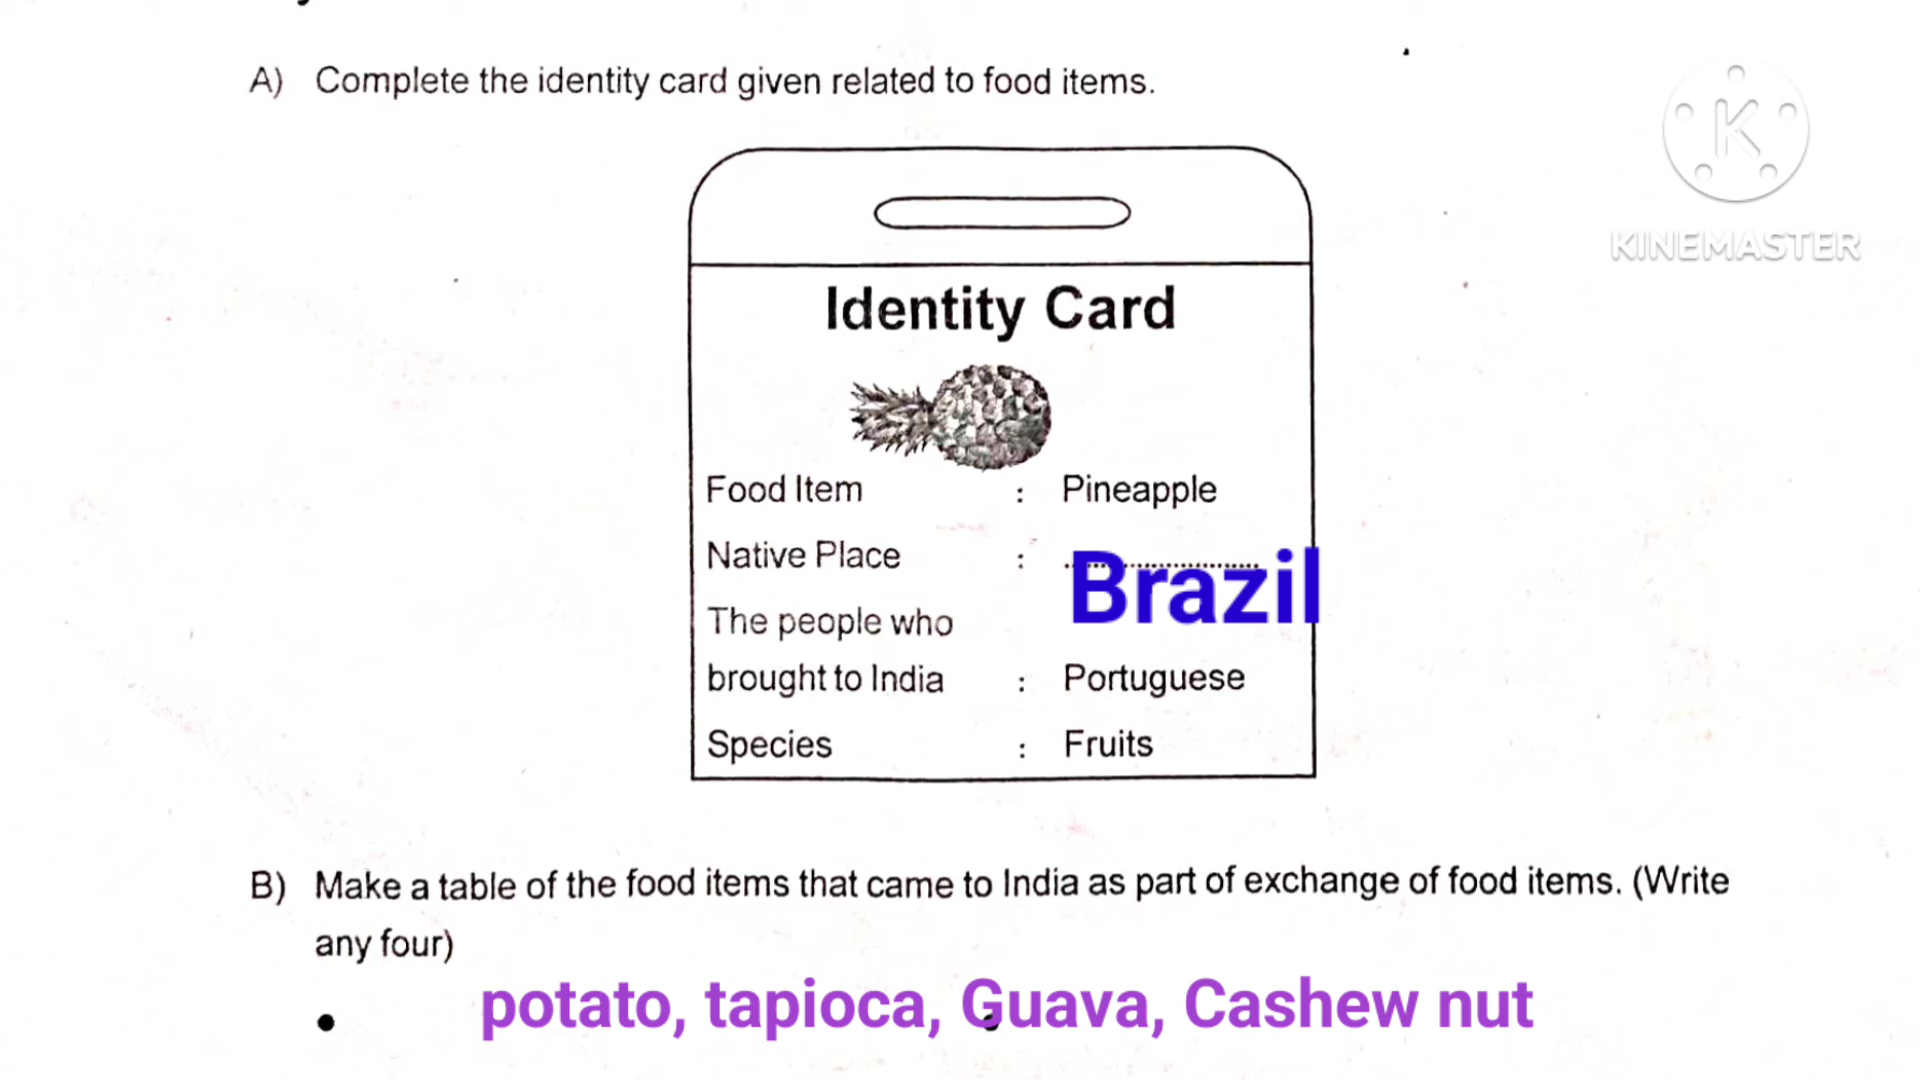 A) Complete the identity card given related to food items.
K
KINEMASTER
Identity Card
Food Item : Pineapple
Native Place : ....................
Brazil
The people who
brought to India : Portuguese
Species : Fruits
B) Make a table of the food items that came to India as part of exchange of food items. (Write
any four)
• potato, tapioca, Guava, Cashew nut